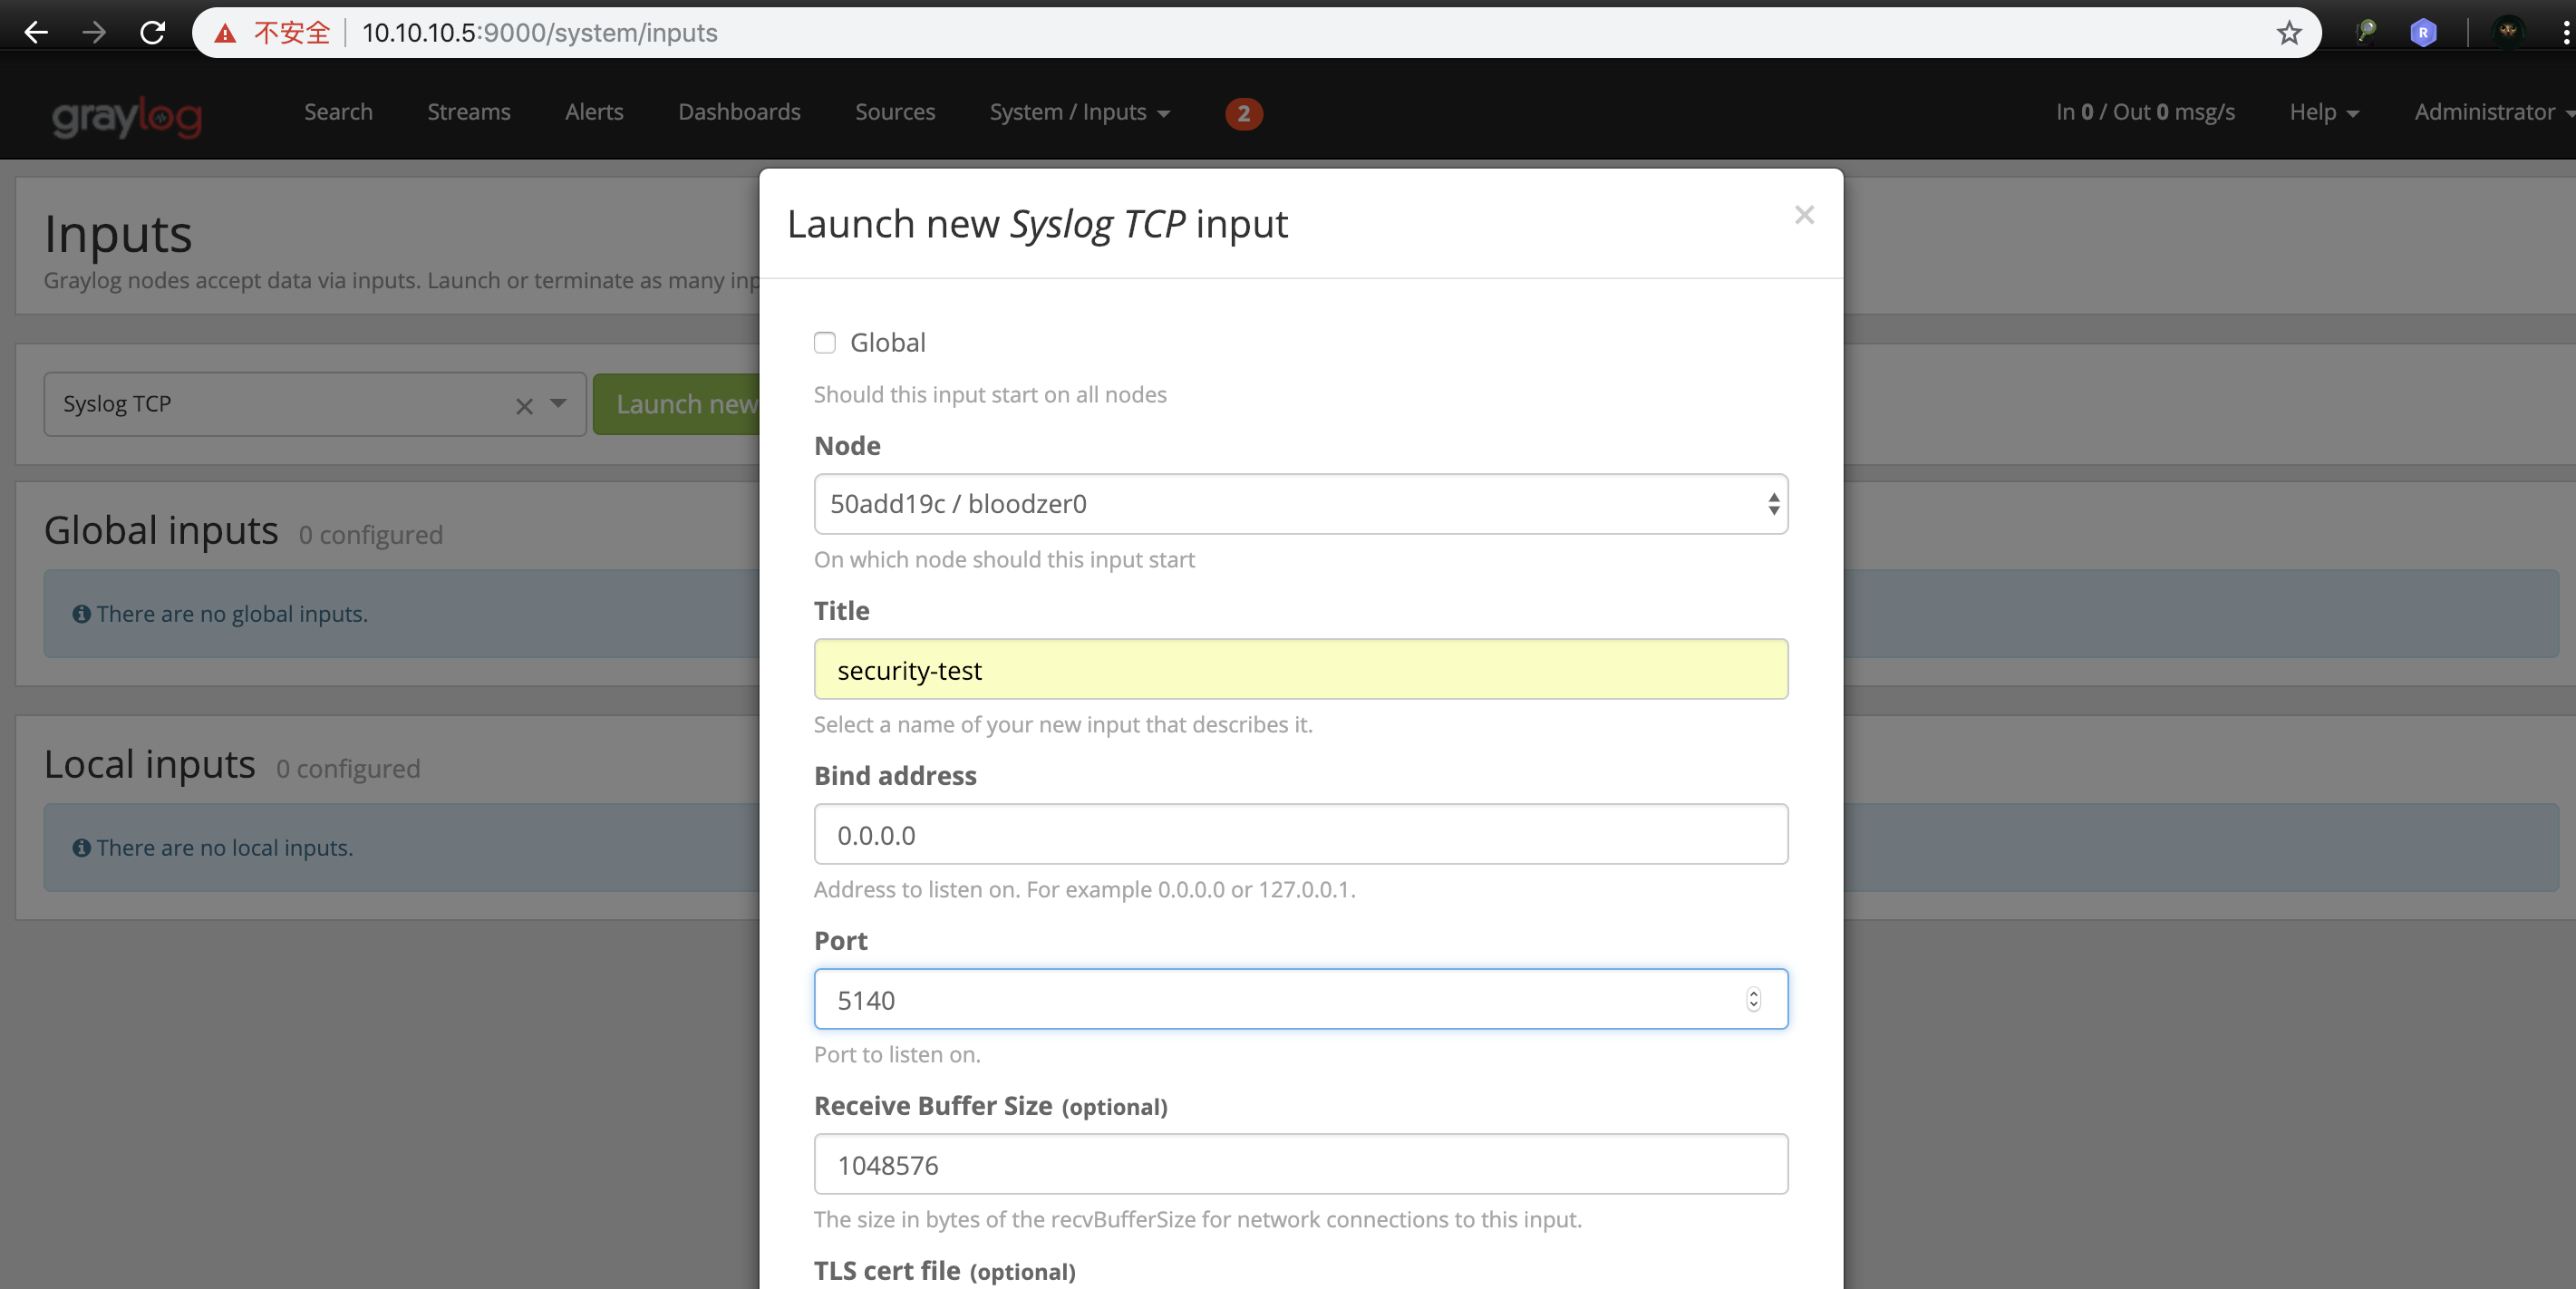 不安全 10.10.10.5:9000/system/inputs
R
graylog Search Streams Alerts Dashboards Sources System / Inputs 2 In 0 / Out 0 msg/s Help Administrator
Inputs
Graylog nodes accept data via inputs. Launch or terminate as many
Syslog TCP
Launch new
Global inputs 0 configured
There are no global inputs.
Local inputs 0 configured
There are no local inputs.
Launch new Syslog TCP input
Global
Should this input start on all nodes
Node
50add19c / bloodzer0
On which node should this input start
Title
security-test
Select a name of your new input that describes it.
Bind address
0.0.0.0
Address to listen on. For example 0.0.0.0 or 127.0.0.1.
Port
5140
Port to listen on.
Receive Buffer Size (optional)
1048576
The size in bytes of the recvBufferSize for network connections to this input.
TLS cert file (optional)